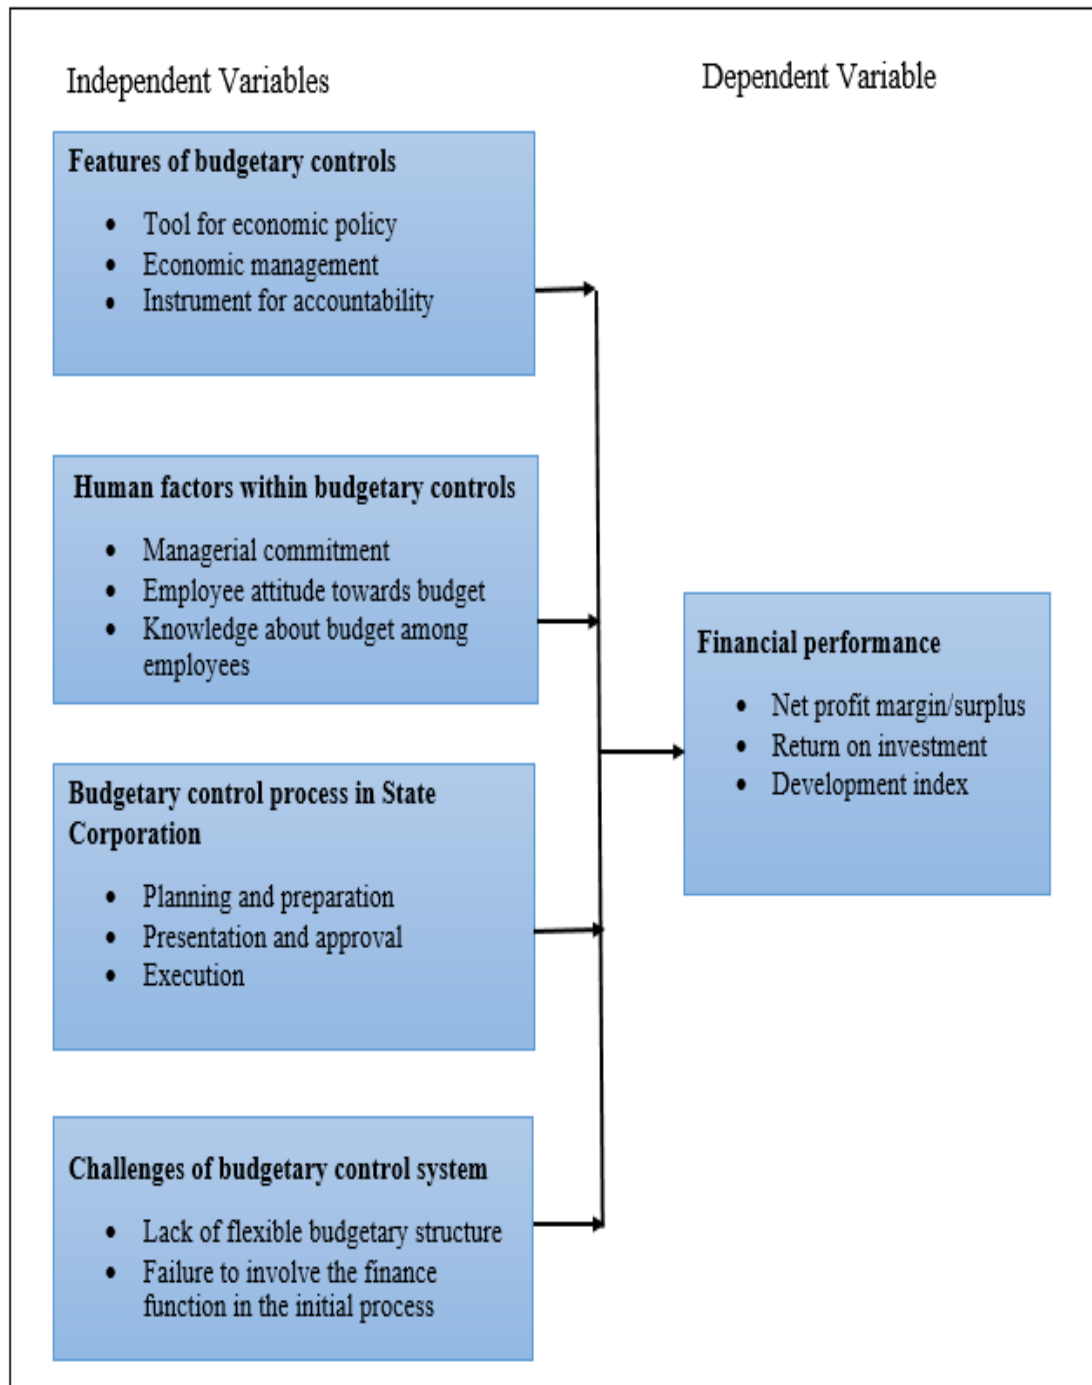 Independent Variables
Dependent Variable
Features of budgetary controls
• Tool for economic policy
• Economic management
• Instrument for accountability
Human factors within budgetary controls
• Managerial commitment
• Employee attitude towards budget
• Knowledge about budget among
employees
Financial performance
• Net profit margin/surplus
• Return on investment
• Development index
Budgetary control process in State
Corporation
• Planning and preparation
• Presentation and approval
• Execution
Challenges of budgetary control system
• Lack of flexible budgetary structure
• Failure to involve the finance
function in the initial process